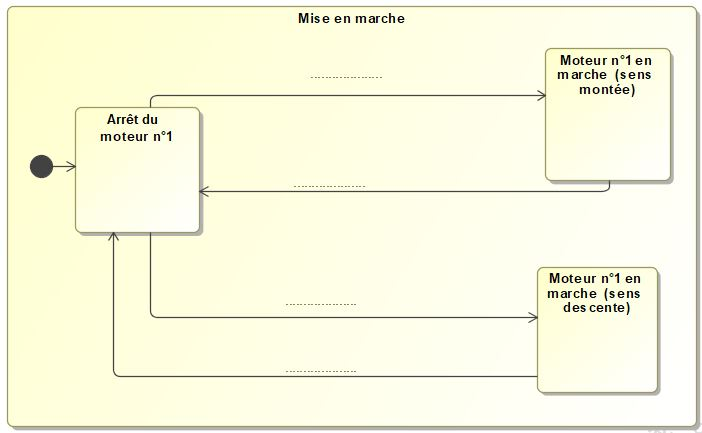 Mise en marche
Moteur n°1 en
marche (sens
montée)
....................
Arrêt du
moteur n°1
....................
Moteur n°1 en
marche (sens
descente)
....................
....................